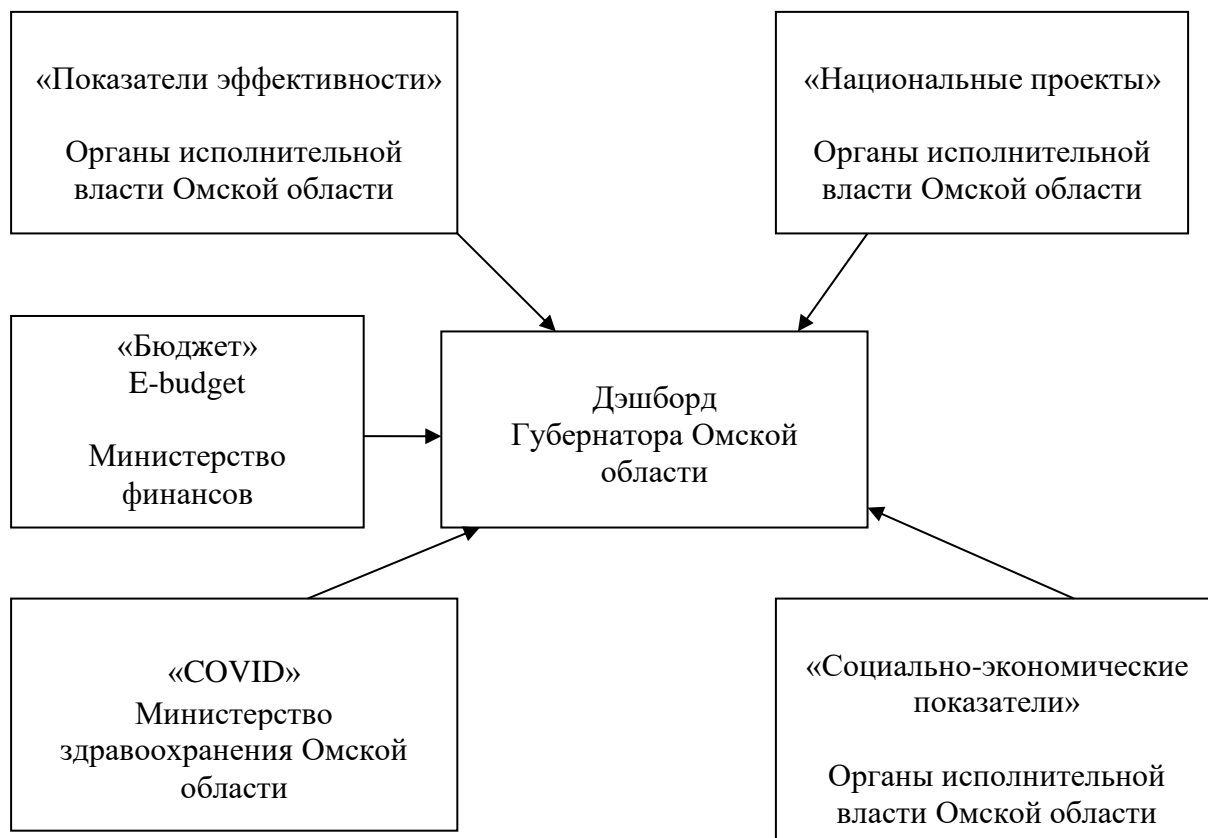 «Показатели эффективности»
Органы исполнительной
власти Омской области
«Национальные проекты»
Органы исполнительной
власти Омской области
«Бюджет»
E-budget
Министерство
финансов
Дэшборд
Губернатора Омской
области
«COVID»
Министерство
здравоохранения Омской
области
«Социально-экономические
показатели»
Органы исполнительной
власти Омской области